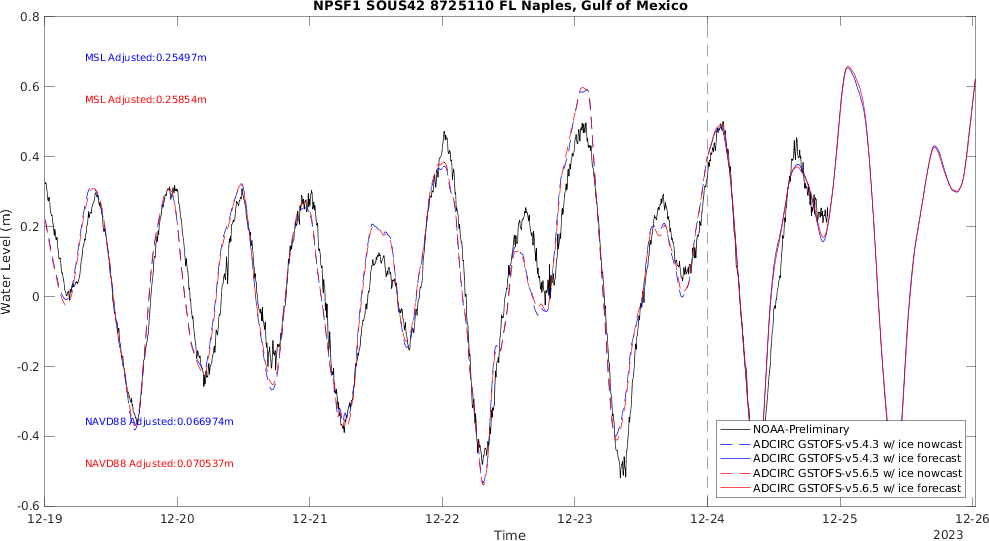 NPSF1 SOUS42 8725110 FL Naples, Gulf of Mexico
0.8
0.6
0.4
0.2
0
-0.2
-0.4
-0.6
Water Level (m)
MSL Adjusted:0.25497m
MSL Adjusted:0.25854m
NAVD88 Adjusted:0.066974m
NAVD88 Adjusted:0.070537m
NOAA-Preliminary
ADCIRC GSTOFS-v5.4.3 w/ ice nowcast
ADCIRC GSTOFS-v5.4.3 w/ ice forecast
ADCIRC GSTOFS-v5.6.5 w/ ice nowcast
ADCIRC GSTOFS-v5.6.5 w/ ice forecast
12-19 12-20 12-21 12-22 12-23 12-24 12-25 12-26
Time
2023